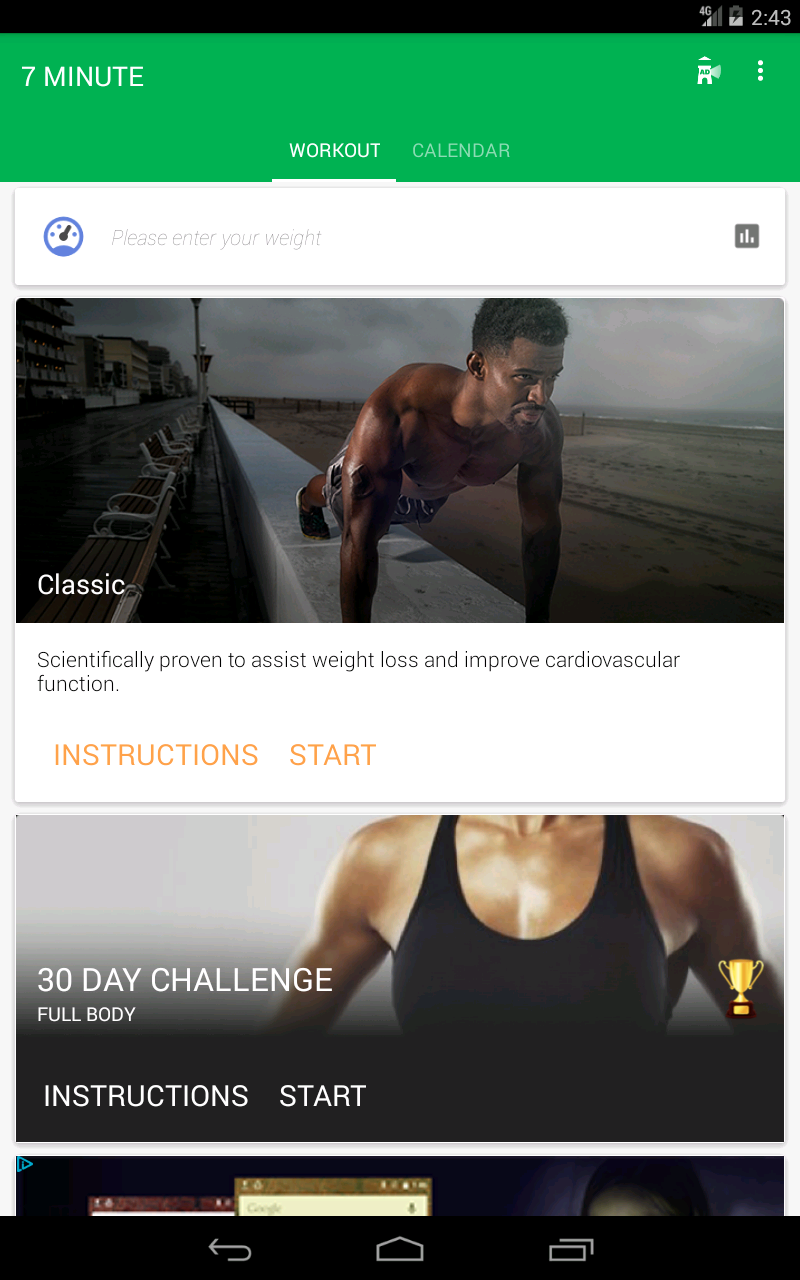 4G 2:43
7 MINUTE
AD
WORKOUT CALENDAR
Please enter your weight
Classic
Scientifically proven to assist weight loss and improve cardiovascular
function.
INSTRUCTIONS START
30 DAY CHALLENGE
FULL BODY
INSTRUCTIONS START
Google